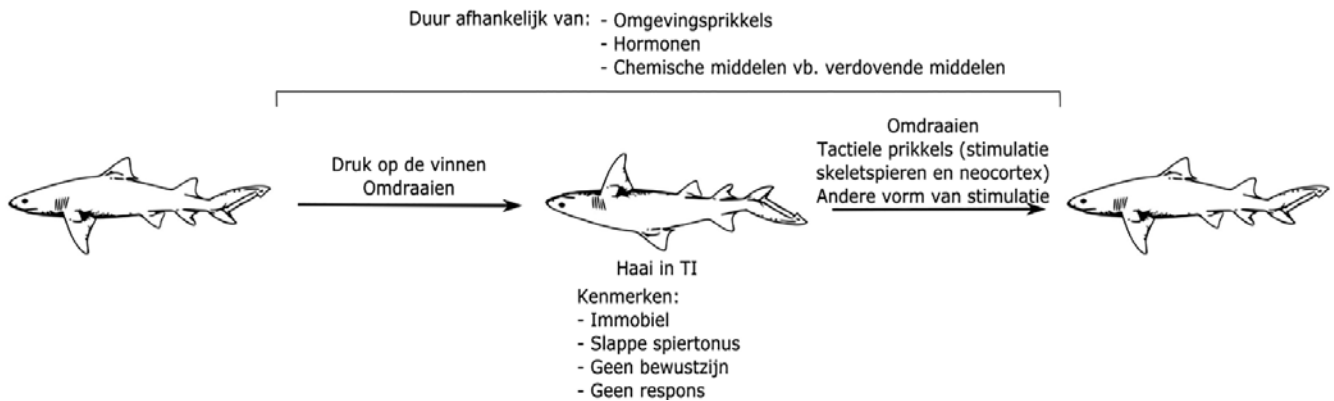 Duur afhankelijk van: - Omgevingsprikkels
- Hormonen
- Chemische middelen vb. verdovende middelen
Druk op de vinnen
Omdraaien
Omdraaien
Tactiele prikkels (stimulatie
skeletspieren en neocortex)
Andere vorm van stimulatie
Haai in TI
Kenmerken:
- Immobiel
- Slappe spiertonus
- Geen bewustzijn
- Geen respons